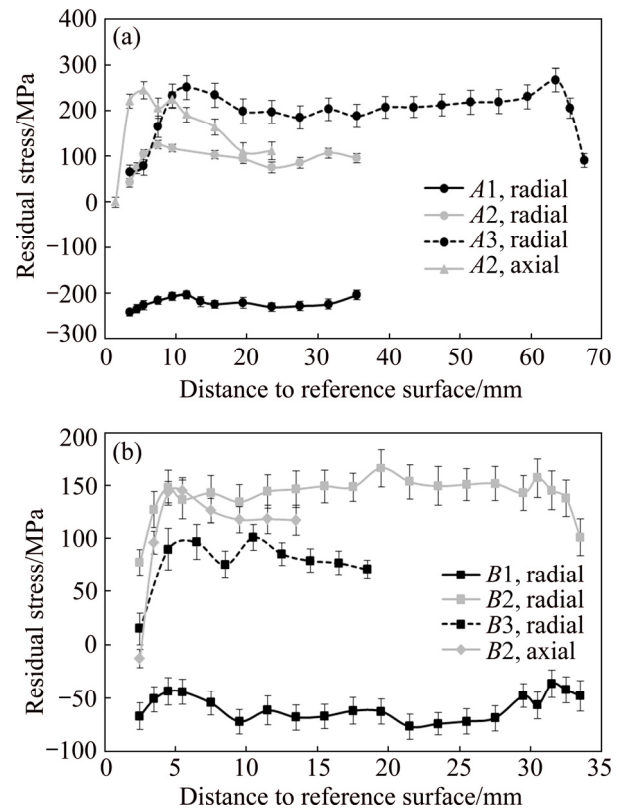 (a)
400
300
200
100
0
−100
−200
−300
Residual stress/MPa
A1, radial
A2, radial
A3, radial
A2, axial
0 10 20 30 40 50 60 70
Distance to reference surface/mm
(b)
200
150
100
50
0
−50
−100
Residual stress/MPa
B1, radial
B2, radial
B3, radial
B2, axial
0 5 10 15 20 25 30 35
Distance to reference surface/mm